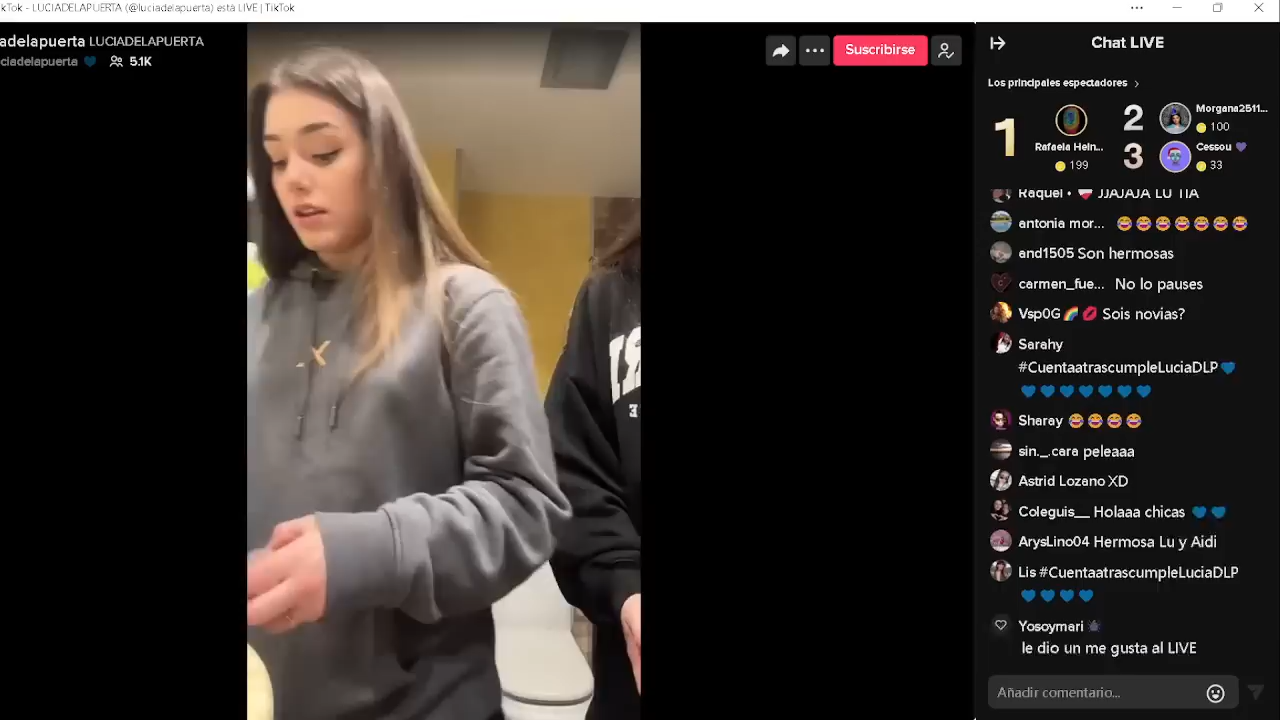 kTok - LUCIADELAPUERTA (@luciadelapuerta) está LIVE | TikTok
adelapuerta LUCIADELAPUERTA
ciadelapuerta 💙 5.1K
Suscribirse
Chat LIVE
Los principales espectadores
1
Rafaela Hein...
199
2
Morgana2511...
100
3
Cessou 💜
33
Raquel • JJAJAJA LU TIA
antonia mor... 😂😂😂😂😂😂😂
and1505 Son hermosas
carmen_fue... No lo pauses
Vsp0G🌈💋 Sois novias?
Sarahy
#CuentaatrascumpleLuciaDLP💙
💙💙💙💙💙💙💙
Sharay 😂😂😂😂
sin._.cara peleaaa
Astrid Lozano XD
Coleguis__ Holaaa chicas 💙💙
ArysLino04 Hermosa Lu y Aidi
Lis #CuentaatrascumpleLuciaDLP
💙💙💙💙
Yosoymari
le dio un me gusta al LIVE
Añadir comentario...